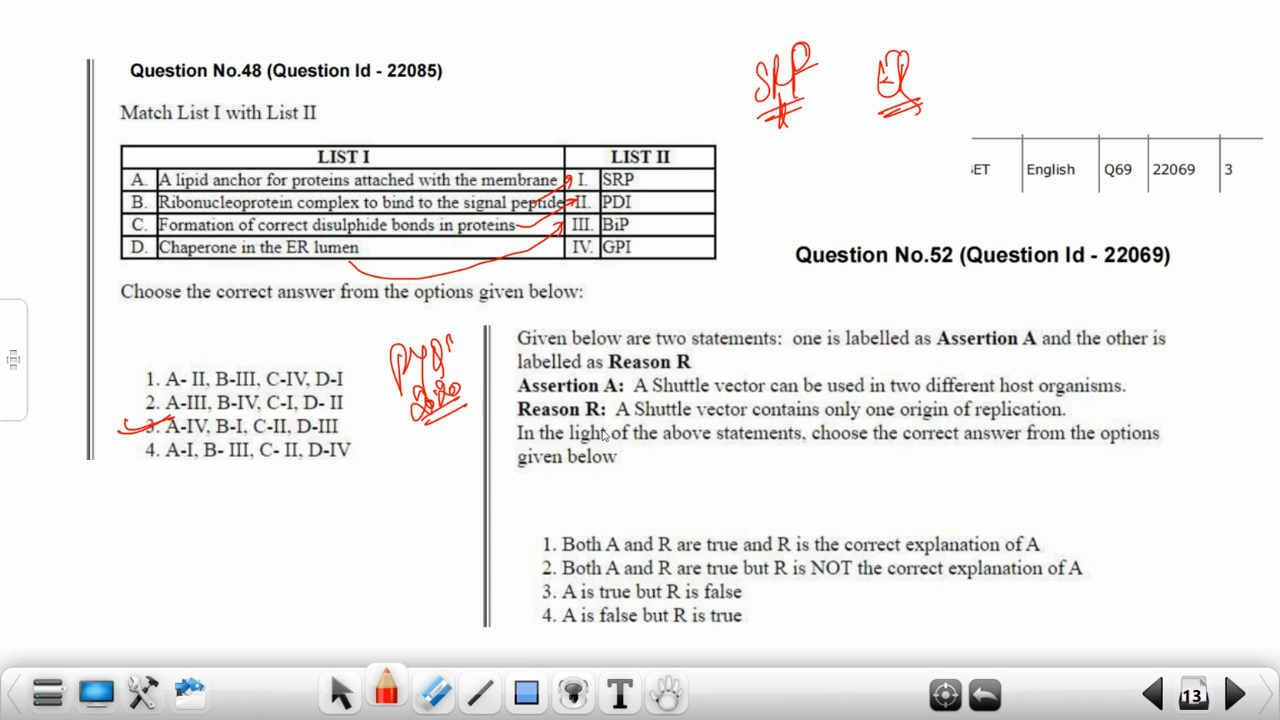 Question No.48 (Question Id - 22085)
Match List I with List II
LIST I LIST II
A. A lipid anchor for proteins attached with the membrane I. SRP
B. Ribonucleoprotein complex to bind to the signal peptide II. PDI
C. Formation of correct disulphide bonds in proteins III. BiP
D. Chaperone in the ER lumen IV. GPI
Choose the correct answer from the options given below:
1. A- II, B-III, C-IV, D-I
2. A-III, B-IV, C-I, D- II
3. A-IV, B-I, C-II, D-III
4. A-I, B- III, C- II, D-IV
SRP ER
English Q69 22069 3
Question No.52 (Question Id - 22069)
Given below are two statements: one is labelled as Assertion A and the other is
labelled as Reason R
Assertion A: A Shuttle vector can be used in two different host organisms.
Reason R: A Shuttle vector contains only one origin of replication.
In the light of the above statements, choose the correct answer from the options
given below
1. Both A and R are true and R is the correct explanation of A
2. Both A and R are true but R is NOT the correct explanation of A
3. A is true but R is false
4. A is false but R is true
T
13